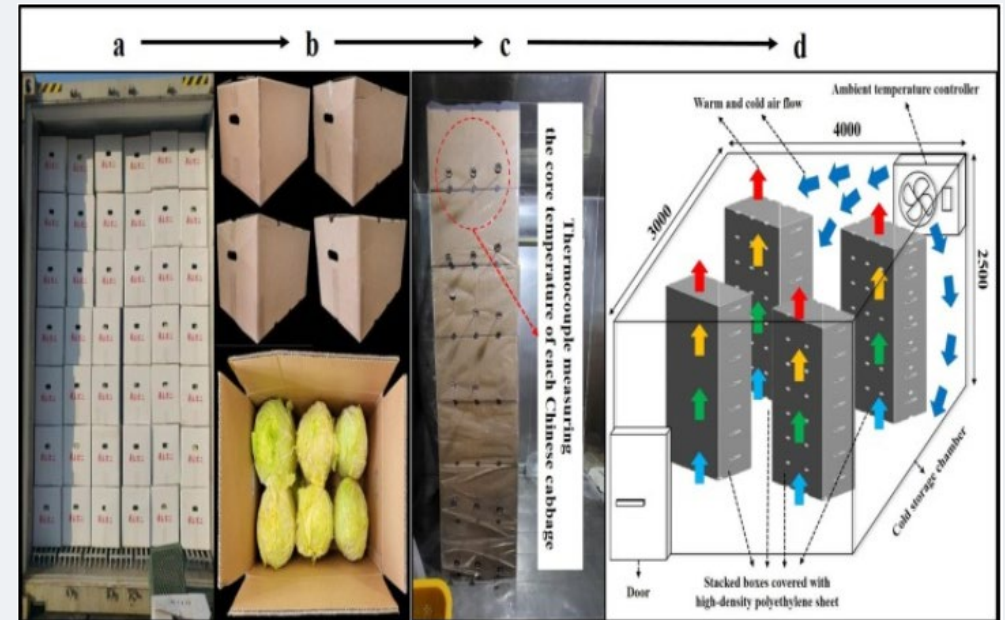 a
b
c
d
Thermocouple measuring
the core temperature of each Chinese cabbage
Warm and cold air flow
Ambient temperature controller
4000
3000
2500
Cold storage chamber
Door
Stacked boxes covered with
high-density polyethylene sheet